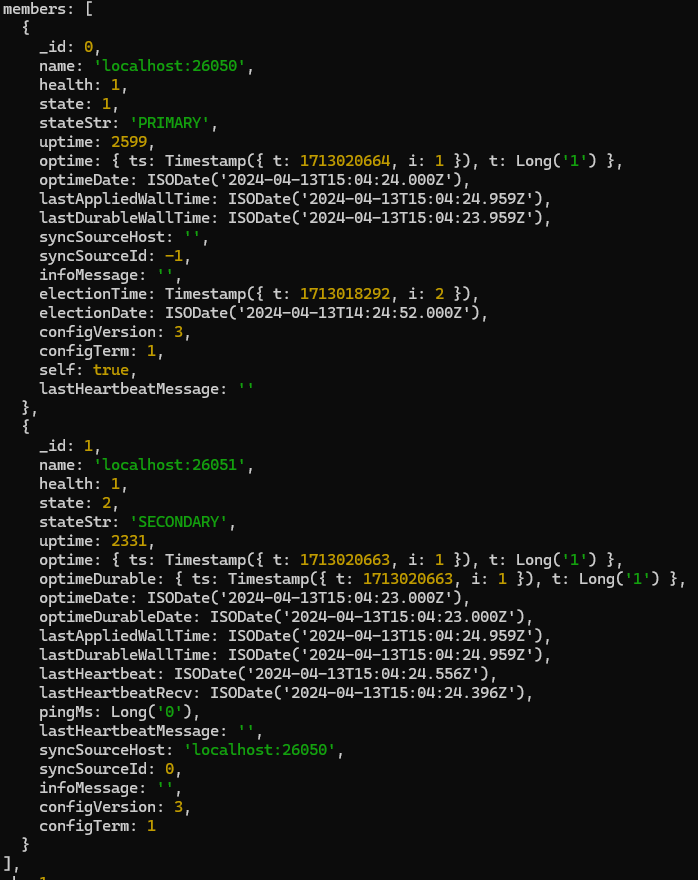 members: [
  {
    _id: 0,
    name: 'localhost:26050',
    health: 1,
    state: 1,
    stateStr: 'PRIMARY',
    uptime: 2599,
    optime: { ts: Timestamp({ t: 1713020664, i: 1 }), t: Long('1') },
    optimeDate: ISODate('2024-04-13T15:04:24.000Z'),
    lastAppliedWallTime: ISODate('2024-04-13T15:04:24.959Z'),
    lastDurableWallTime: ISODate('2024-04-13T15:04:23.959Z'),
    syncSourceHost: '',
    syncSourceId: -1,
    infoMessage: '',
    electionTime: Timestamp({ t: 1713018292, i: 2 }),
    electionDate: ISODate('2024-04-13T14:24:52.000Z'),
    configVersion: 3,
    configTerm: 1,
    self: true,
    lastHeartbeatMessage: ''
  },
  {
    _id: 1,
    name: 'localhost:26051',
    health: 1,
    state: 2,
    stateStr: 'SECONDARY',
    uptime: 2331,
    optime: { ts: Timestamp({ t: 1713020663, i: 1 }), t: Long('1') },
    optimeDurable: { ts: Timestamp({ t: 1713020663, i: 1 }), t: Long('1') },
    optimeDate: ISODate('2024-04-13T15:04:23.000Z'),
    optimeDurableDate: ISODate('2024-04-13T15:04:23.000Z'),
    lastAppliedWallTime: ISODate('2024-04-13T15:04:24.959Z'),
    lastDurableWallTime: ISODate('2024-04-13T15:04:24.959Z'),
    lastHeartbeat: ISODate('2024-04-13T15:04:24.556Z'),
    lastHeartbeatRecv: ISODate('2024-04-13T15:04:24.396Z'),
    pingMs: Long('0'),
    lastHeartbeatMessage: '',
    syncSourceHost: 'localhost:26050',
    syncSourceId: 0,
    infoMessage: '',
    configVersion: 3,
    configTerm: 1
  }
],